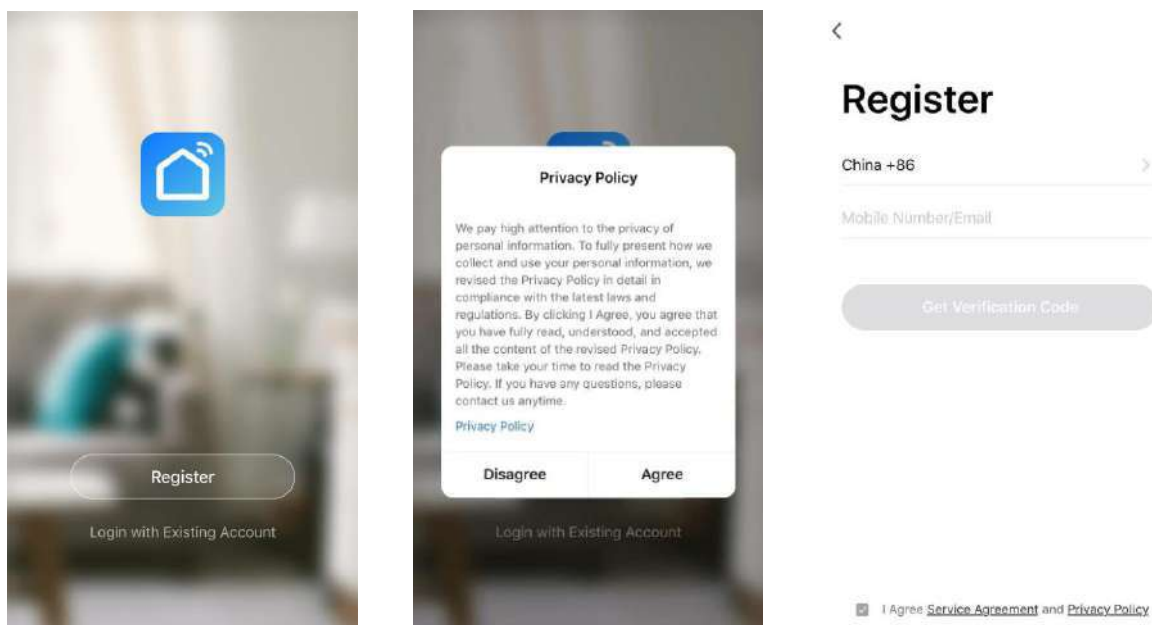 Register
Login with Existing Account
Privacy Policy
We pay high attention to the privacy of
personal information. To fully present how we
collect and use your personal information, we
revised the Privacy Policy in detail in
compliance with the latest laws and
regulations. By clicking I Agree, you agree that
you have fully read, understood, and accepted
all the content of the revised Privacy Policy.
Please take your time to read the Privacy
Policy. If you have any questions, please
contact us anytime.
Privacy Policy
Disagree Agree
Login with Existing Account
Register
China +86
Mobile Number/Email
Get Verification Code
I Agree Service Agreement and Privacy Policy